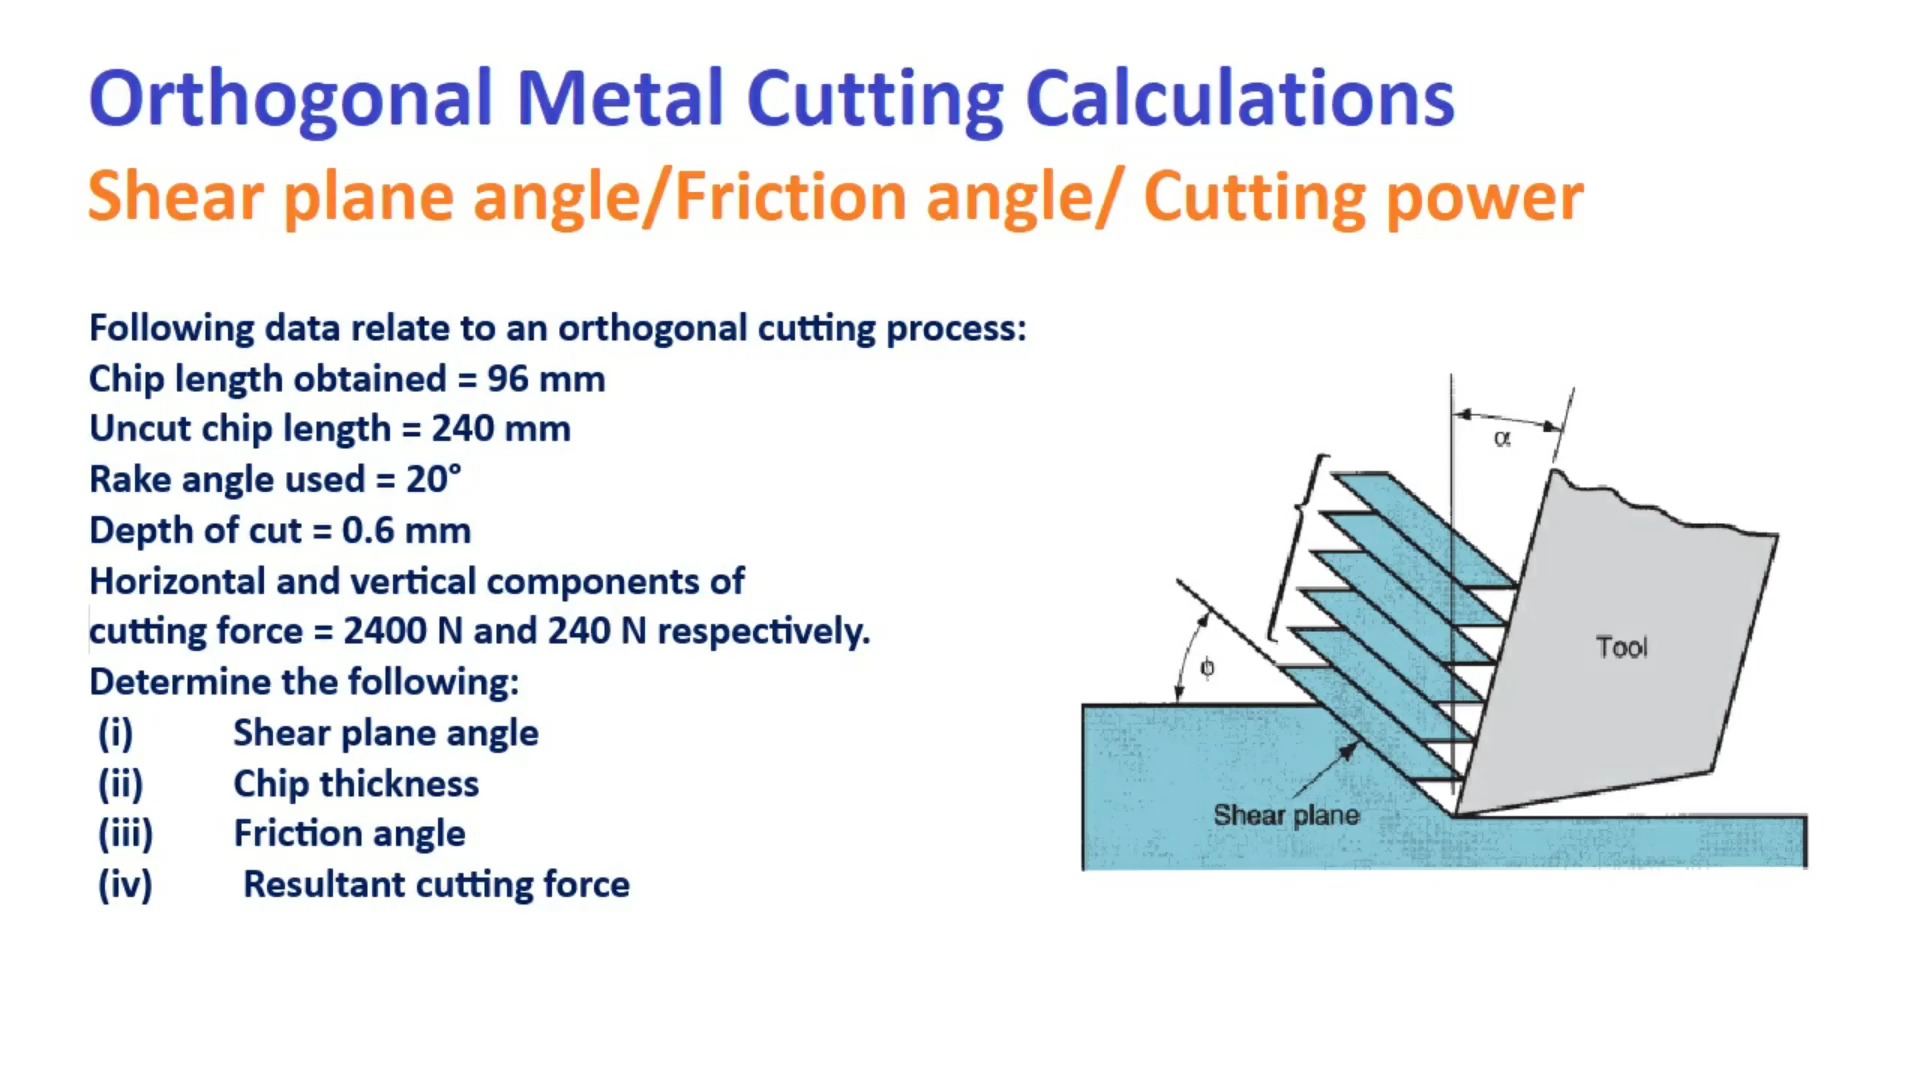 Orthogonal Metal Cutting Calculations
Shear plane angle/Friction angle/ Cutting power
Following data relate to an orthogonal cutting process:
Chip length obtained = 96 mm
Uncut chip length = 240 mm
Rake angle used = 20°
Depth of cut = 0.6 mm
Horizontal and vertical components of
cutting force = 2400 N and 240 N respectively.
Determine the following:
(i) Shear plane angle
(ii) Chip thickness
(iii) Friction angle
(iv) Resultant cutting force
α
Tool
ϕ
Shear plane